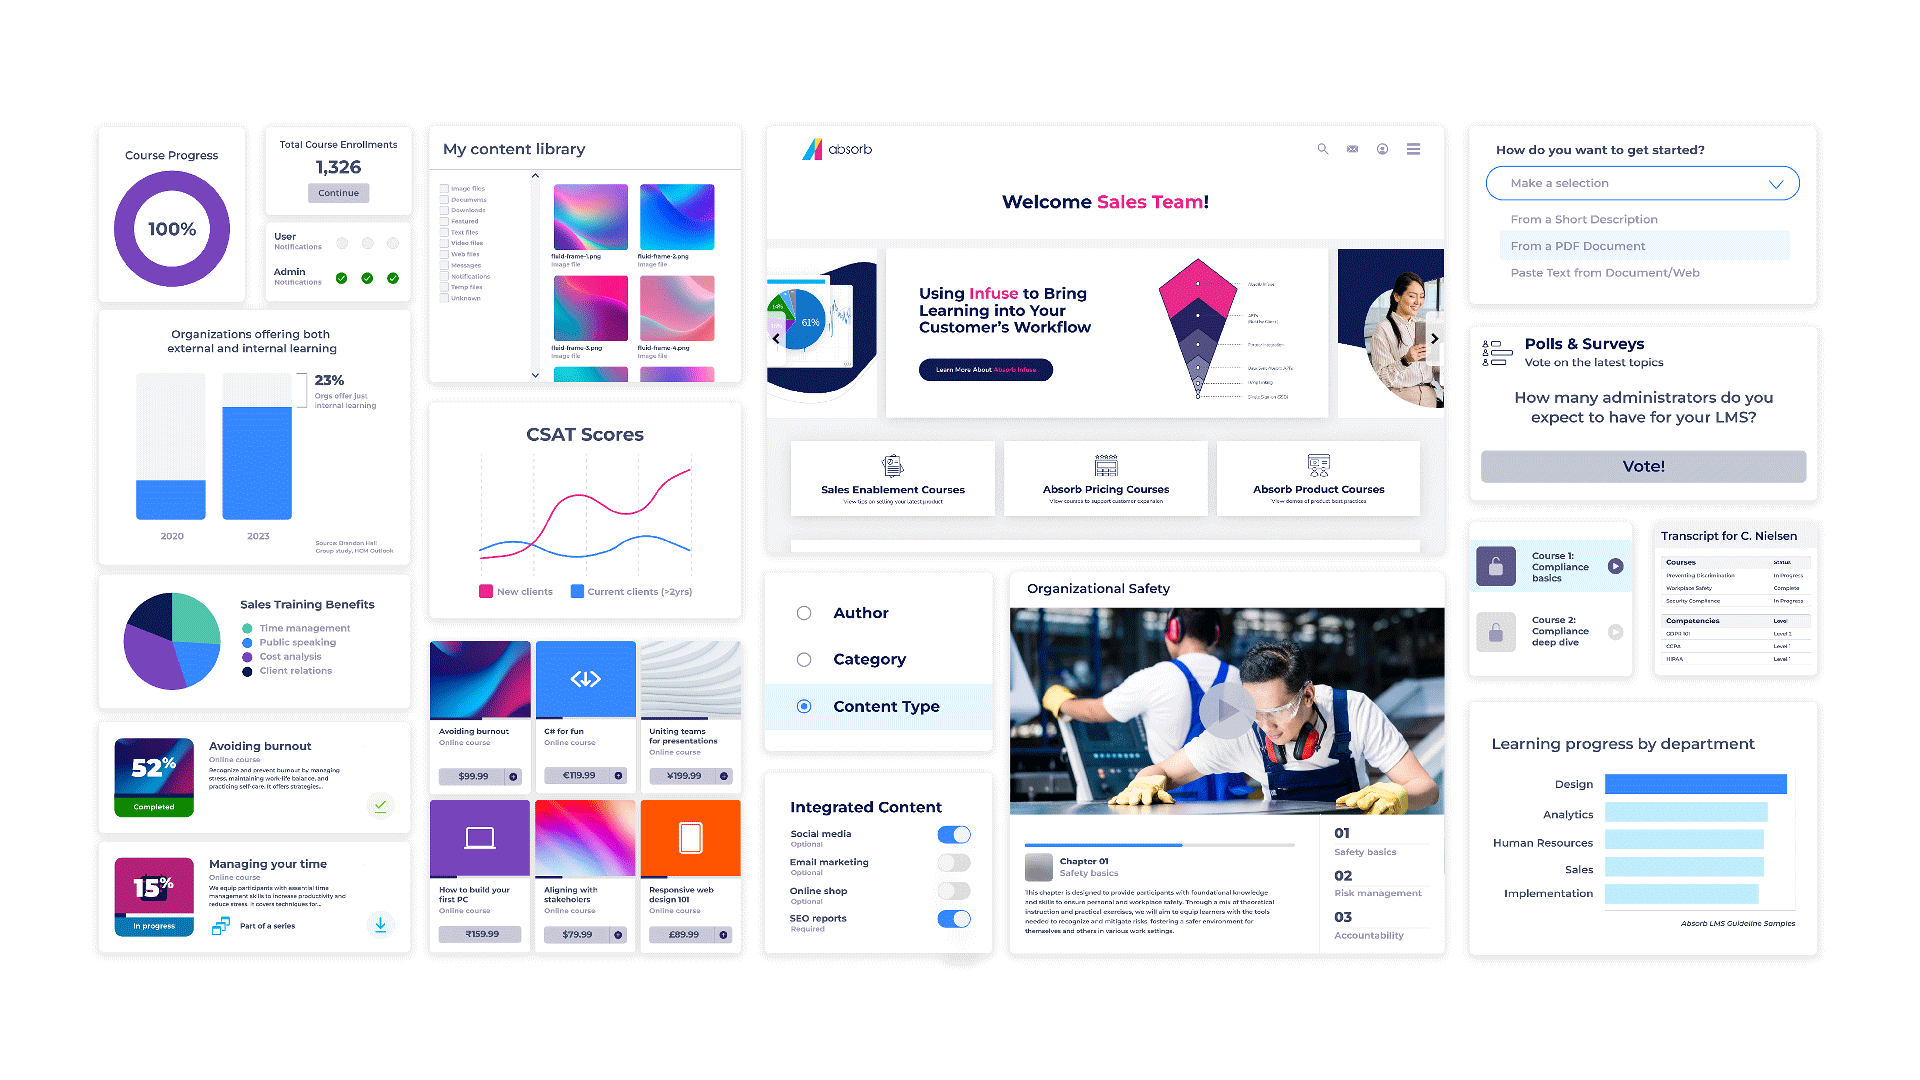 Course Progress
100%
Total Course Enrollments
1,326
Continue
User
Notifications
Admin
Notifications
Organizations offering both
external and internal learning
23%
Orgs offer just
internal learning
2020
2023
Source: Brandon Hall
Group study, HCM Outlook
Sales Training Benefits
Time management
Public speaking
Cost analysis
Client relations
52%
Completed
Avoiding burnout
Online course
Recognize and prevent burnout by managing
stress, maintaining work-life balance, and
practicing self-care. It offers strategies...
15%
In progress
Managing your time
Online course
We equip participants with essential time
management skills to increase productivity and
reduce stress. It covers techniques for...
Part of a series
My content library
Image files
Documents
Downloads
Featured
Text files
Video files
Web files
Messages
Notifications
Temp files
Unknown
fluid-frame-1.png
Image file
fluid-frame-2.png
Image file
fluid-frame-3.png
Image file
fluid-frame-4.png
Image file
CSAT Scores
New clients
Current clients (>2yrs)
Avoiding burnout
Online course
$99.99
C# for fun
Online course
€119.99
Uniting teams
for presentations
Online course
¥199.99
How to build your
first PC
Online course
₹159.99
Aligning with
stakeholers
Online course
$79.99
Responsive web
design 101
Online course
£89.99
absorb
Welcome Sales Team!
14%
61%
Using Infuse to Bring
Learning into Your
Customer's Workflow
Learn More About Absorb Infuse
Absorb Infuse
Deep Linking
Single Sign-on (SSO)
Sales Enablement Courses
View tips on selling your latest product
Absorb Pricing Courses
View courses to support customer expansion
Absorb Product Courses
View demos of product best practices
Author
Category
Content Type
Integrated Content
Social media
Optional
Email marketing
Optional
Online shop
Optional
SEO reports
Required
Organizational Safety
Chapter 01
Safety basics
This chapter is designed to provide participants with foundational knowledge
and skills to ensure personal and workplace safety. Through a mix of theoretical
instruction and practical exercises, we will aim to equip learners with the tools
needed to recognize and mitigate risks, fostering a safer environment for
themselves and others in various work settings.
01
Safety basics
02
Risk management
03
Accountability
How do you want to get started?
Make a selection
From a Short Description
From a PDF Document
Paste Text from Document/Web
Polls & Surveys
Vote on the latest topics
How many administrators do you
expect to have for your LMS?
Vote!
Course 1:
Compliance
basics
Course 2:
Compliance
deep dive
Transcript for C. Nielsen
Courses Status
Preventing Discrimination In Progress
Workplace Safety Complete
Security Compliance In Progress
Competencies Level
GDPR 101 Level 2
CCPA Level 1
HIPAA Level 1
Learning progress by department
Design
Analytics
Human Resources
Sales
Implementation
Absorb LMS Guideline Samples